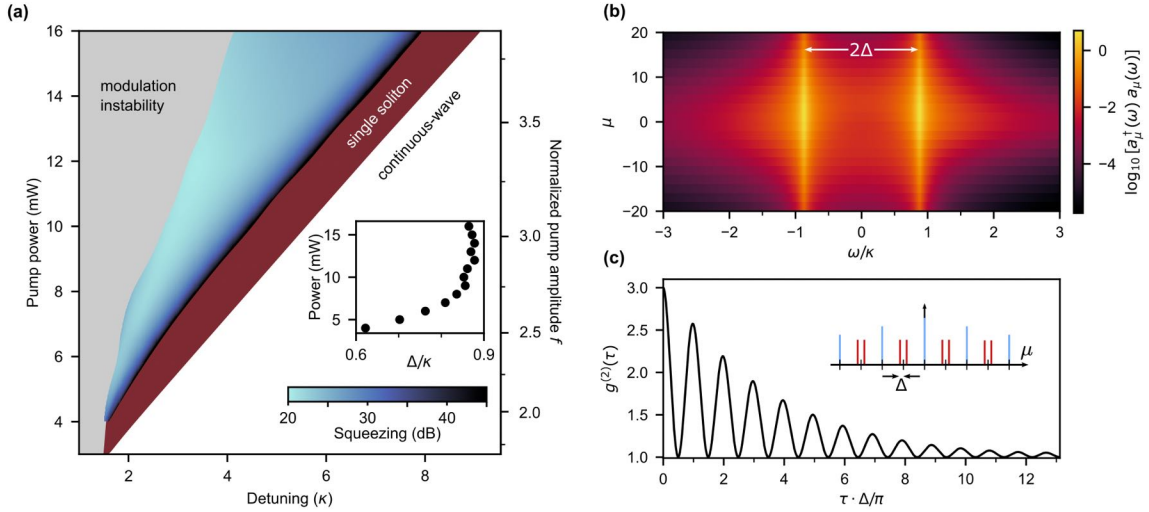 (a)
16
14
12
10
8
6
4
Pump power (mW)
modulation
instability
single soliton
continuous-wave
3.5
3.0
2.5
2.0
Normalized pump amplitude f
15
10
5
Power (mW)
0.6
0.9
Δ/κ
20
30
40
Squeezing (dB)
2
4
6
8
Detuning (κ)
(b)
20
10
0
−10
−20
μ
2Δ
−3
−2
−1
0
1
2
3
ω/κ
0
−2
−4
log₁₀[a†μ(ω) aμ(ω)]
(c)
3.0
2.5
2.0
1.5
1.0
g⁽²⁾(τ)
μ
Δ
0
2
4
6
8
10
12
τ · Δ/π